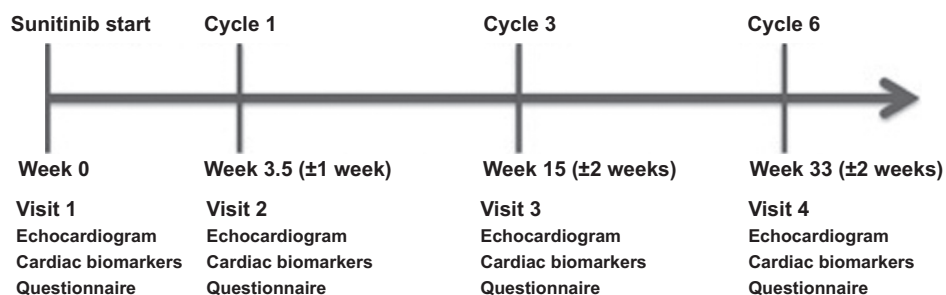 Sunitinib start Cycle 1 Cycle 3 Cycle 6
Week 0 Week 3.5 (±1 week) Week 15 (±2 weeks) Week 33 (±2 weeks)
Visit 1 Visit 2 Visit 3 Visit 4
Echocardiogram Echocardiogram Echocardiogram Echocardiogram
Cardiac biomarkers Cardiac biomarkers Cardiac biomarkers Cardiac biomarkers
Questionnaire Questionnaire Questionnaire Questionnaire